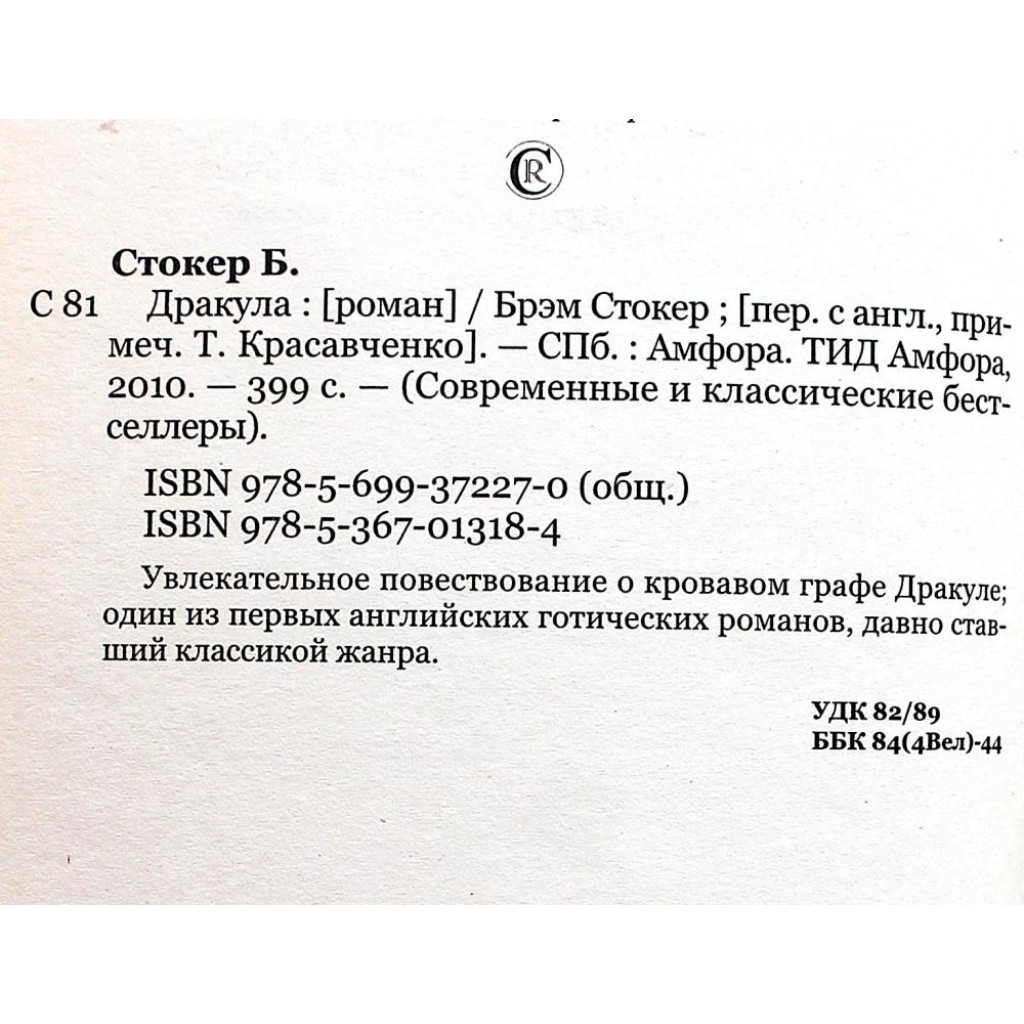 CR
Стокер Б.
С 81 Дракула : [роман] / Брэм Стокер ; [пер. с англ., при-
меч. Т. Красавченко]. — СПб. : Амфора. ТИД Амфора,
2010. — 399 с. — (Современные и классические бест-
селлеры).
ISBN 978-5-699-37227-0 (общ.)
ISBN 978-5-367-01318-4
Увлекательное повествование о кровавом графе Дракуле;
один из первых английских готических романов, давно став-
ший классикой жанра.
УДК 82/89
ББК 84(4Вел)-44